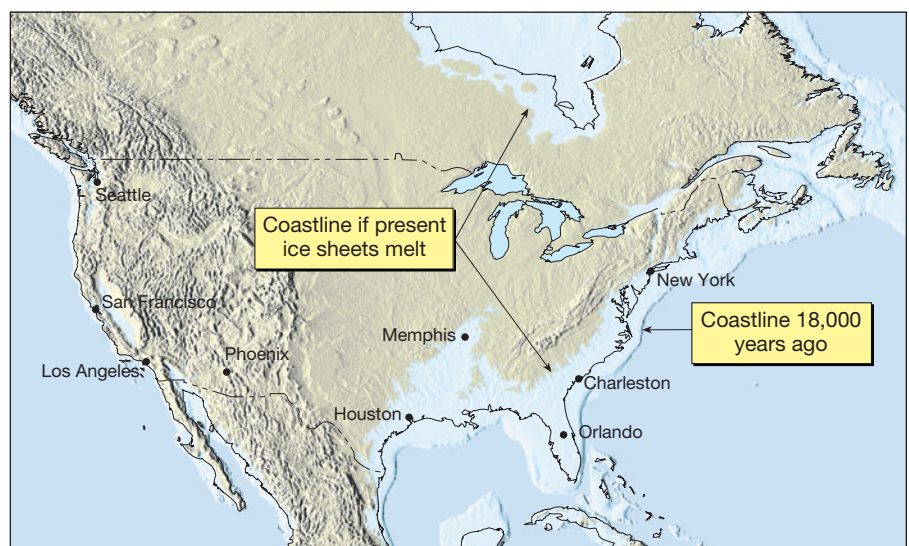 Seattle
Coastline if present
ice sheets melt
New York
San Francisco
Coastline 18,000
years ago
Memphis
Phoenix
Los Angeles
Charleston
Houston
Orlando